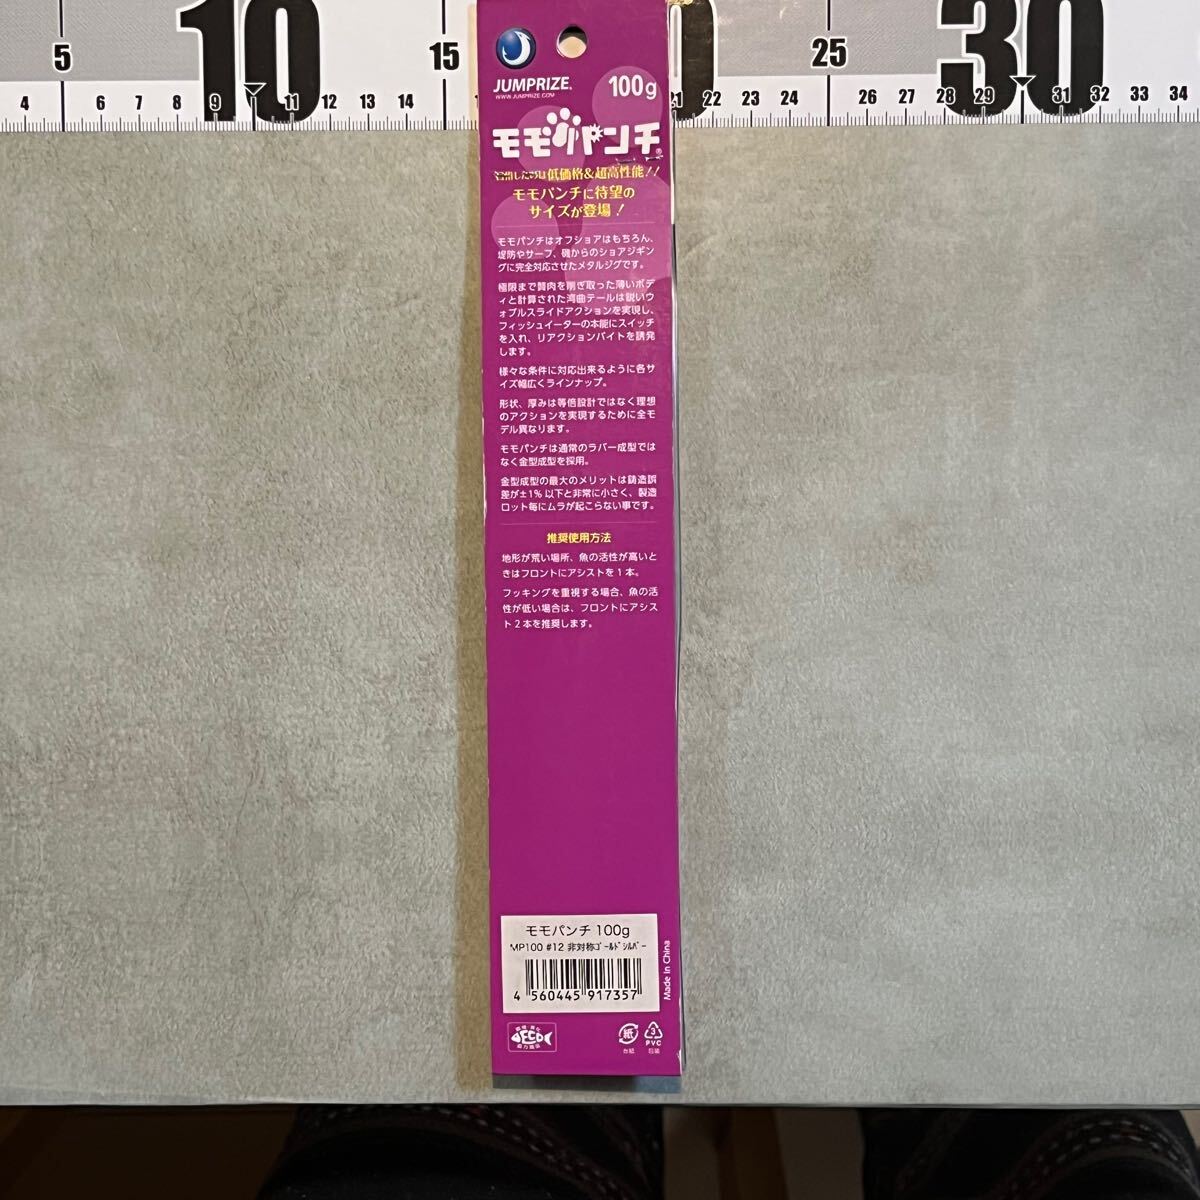 5 10 15 25 30
4 5 6 7 8 9 11 12 13 14 21 22 23 24 26 27 28 29 31 32 33 34
JUMPRIZE.
WWW.JUMPRIZE.COM
100g
モモパンチ®
低価格&超高性能!!
モモパンチに待望の
サイズが登場!
モモパンチはオフショアはもちろん、
堤防やサーフ、磯からのショアジギン
グに完全対応させたメタルジグです。
極限まで贅肉を削ぎ取った薄いボデ
ィと計算された湾曲テールは鋭いウ
ォブルスライドアクションを実現し、
フィッシュイーターの本能にスイッチ
を入れ、リアクションバイトを誘発
します。
様々な条件に対応出来るように各サ
イズ幅広くラインナップ。
形状、厚みは等倍設計ではなく理想
のアクションを実現するために全モ
デル異なります。
モモパンチは通常のラバー成型では
なく金型成型を採用。
金型成型の最大のメリットは鋳造誤
差が±1%以下と非常に小さく、製造
ロット毎にムラが起こらない事です。
推奨使用方法
地形が荒い場所、魚の活性が高いと
きはフロントにアシストを1本。
フッキングを重視する場合、魚の活
性が低い場合は、フロントにアシス
ト2本を推奨します。
モモパンチ 100g
MP100 #12 非対称ｺﾞｰﾙﾄﾞｼﾙﾊﾞｰ
4 560445 917357
Made In China
ECO
紙
台紙
3
PVC
包装